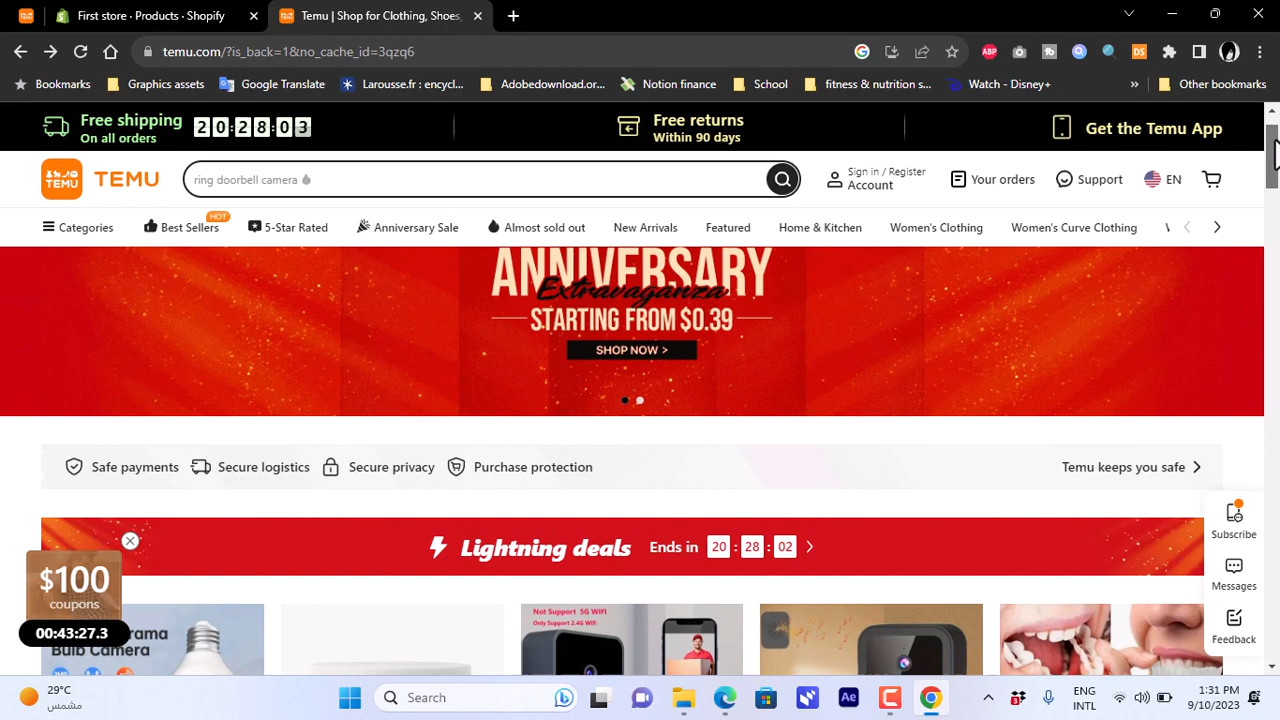 First store · Products · Shopify
Temu | Shop for Clothing, Shoes,
temu.com/?is_back=1&no_cache_id=3qzq6
ABP
DS
Bookmarks
Graphics assets
Google Translate
Larousse.fr : encycl...
Adobedownload.or...
Notion finance
School
fitness & nutrition s...
Watch - Disney+
»
Other bookmarks
Free shipping
On all orders
20:28:03
Free returns
Within 90 days
Get the Temu App
TEMU
TEMU
ring doorbell camera
Sign in / Register
Account
Your orders
Support
EN
Categories
Best Sellers
HOT
5-Star Rated
Anniversary Sale
Almost sold out
New Arrivals
Featured
Home & Kitchen
Women's Clothing
Women's Curve Clothing
ANNIVERSARY
Extravaganza
STARTING FROM $0.39
SHOP NOW >
Safe payments
Secure logistics
Secure privacy
Purchase protection
Temu keeps you safe
Subscribe
Messages
Feedback
Lightning deals
Ends in 20 : 28 : 02
$100
coupons
00:43:27.3
Camera
Not Support 5G WIFI
Only Support 2.4G Wifi
29°C
مشمس
Search
Ae
ENG
INTL
1:31 PM
9/10/2023